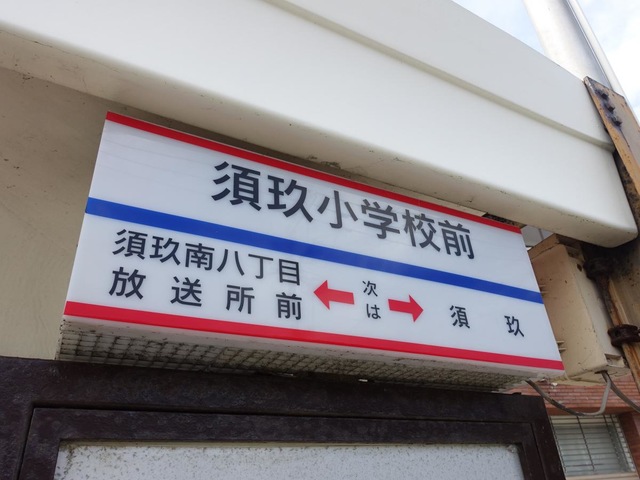 須玖小学校前
須玖南八丁目
放送所前
次
は
須玖